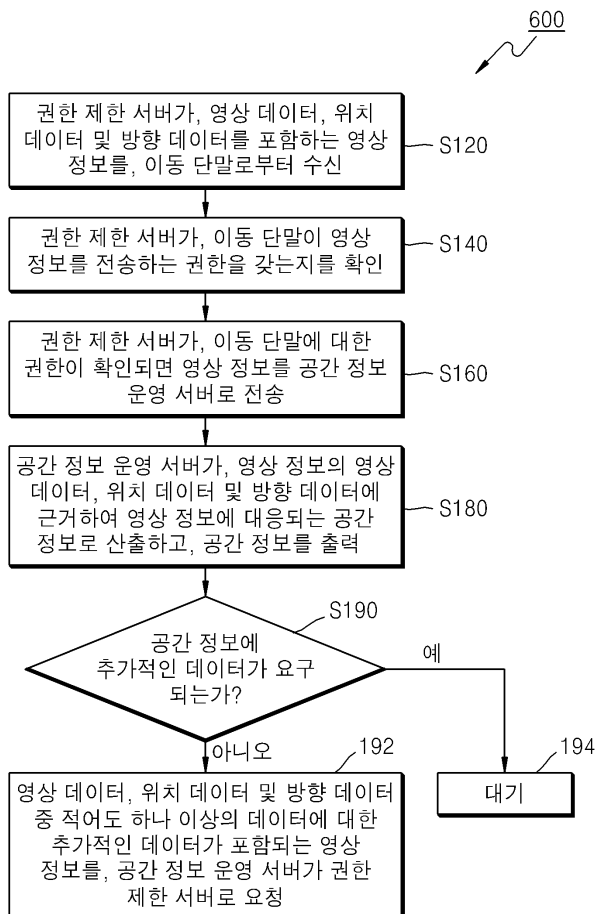 600
권한 제한 서버가, 영상 데이터, 위치
데이터 및 방향 데이터를 포함하는 영상
정보를, 이동 단말로부터 수신
S120
권한 제한 서버가, 이동 단말이 영상
정보를 전송하는 권한을 갖는지를 확인
S140
권한 제한 서버가, 이동 단말에 대한
권한이 확인되면 영상 정보를 공간 정보
운영 서버로 전송
S160
공간 정보 운영 서버가, 영상 정보의 영상
데이터, 위치 데이터 및 방향 데이터에
근거하여 영상 정보에 대응되는 공간
정보로 산출하고, 공간 정보를 출력
S180
S190
공간 정보에
추가적인 데이터가 요구
되는가?
예
아니오
192
194
영상 데이터, 위치 데이터 및 방향 데이터
중 적어도 하나 이상의 데이터에 대한
추가적인 데이터가 포함되는 영상
정보를, 공간 정보 운영 서버가 권한
제한 서버로 요청
대기